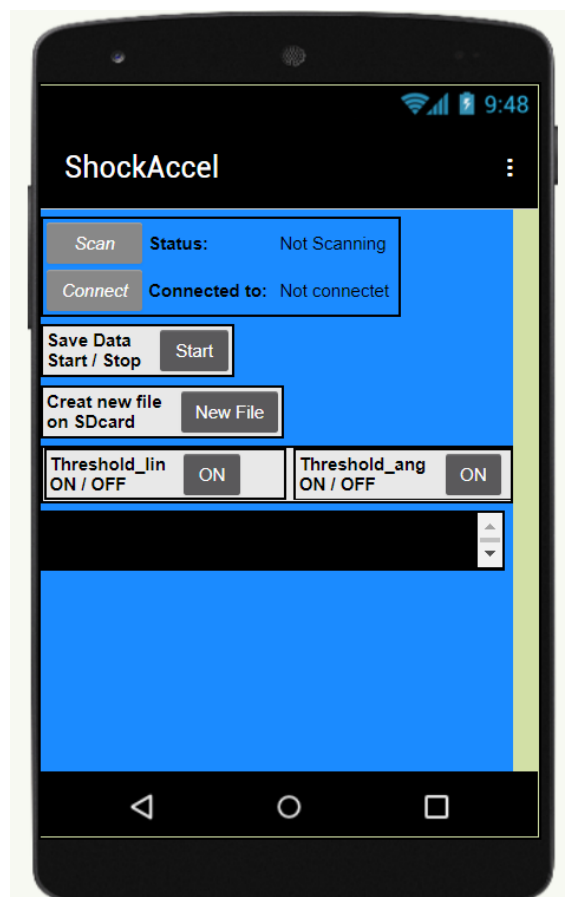 9:48
ShockAccel
Scan Status: Not Scanning
Connect Connected to: Not connectet
Save Data
Start / Stop
Start
Creat new file
on SDcard
New File
Threshold_lin
ON / OFF
ON
Threshold_ang
ON / OFF
ON